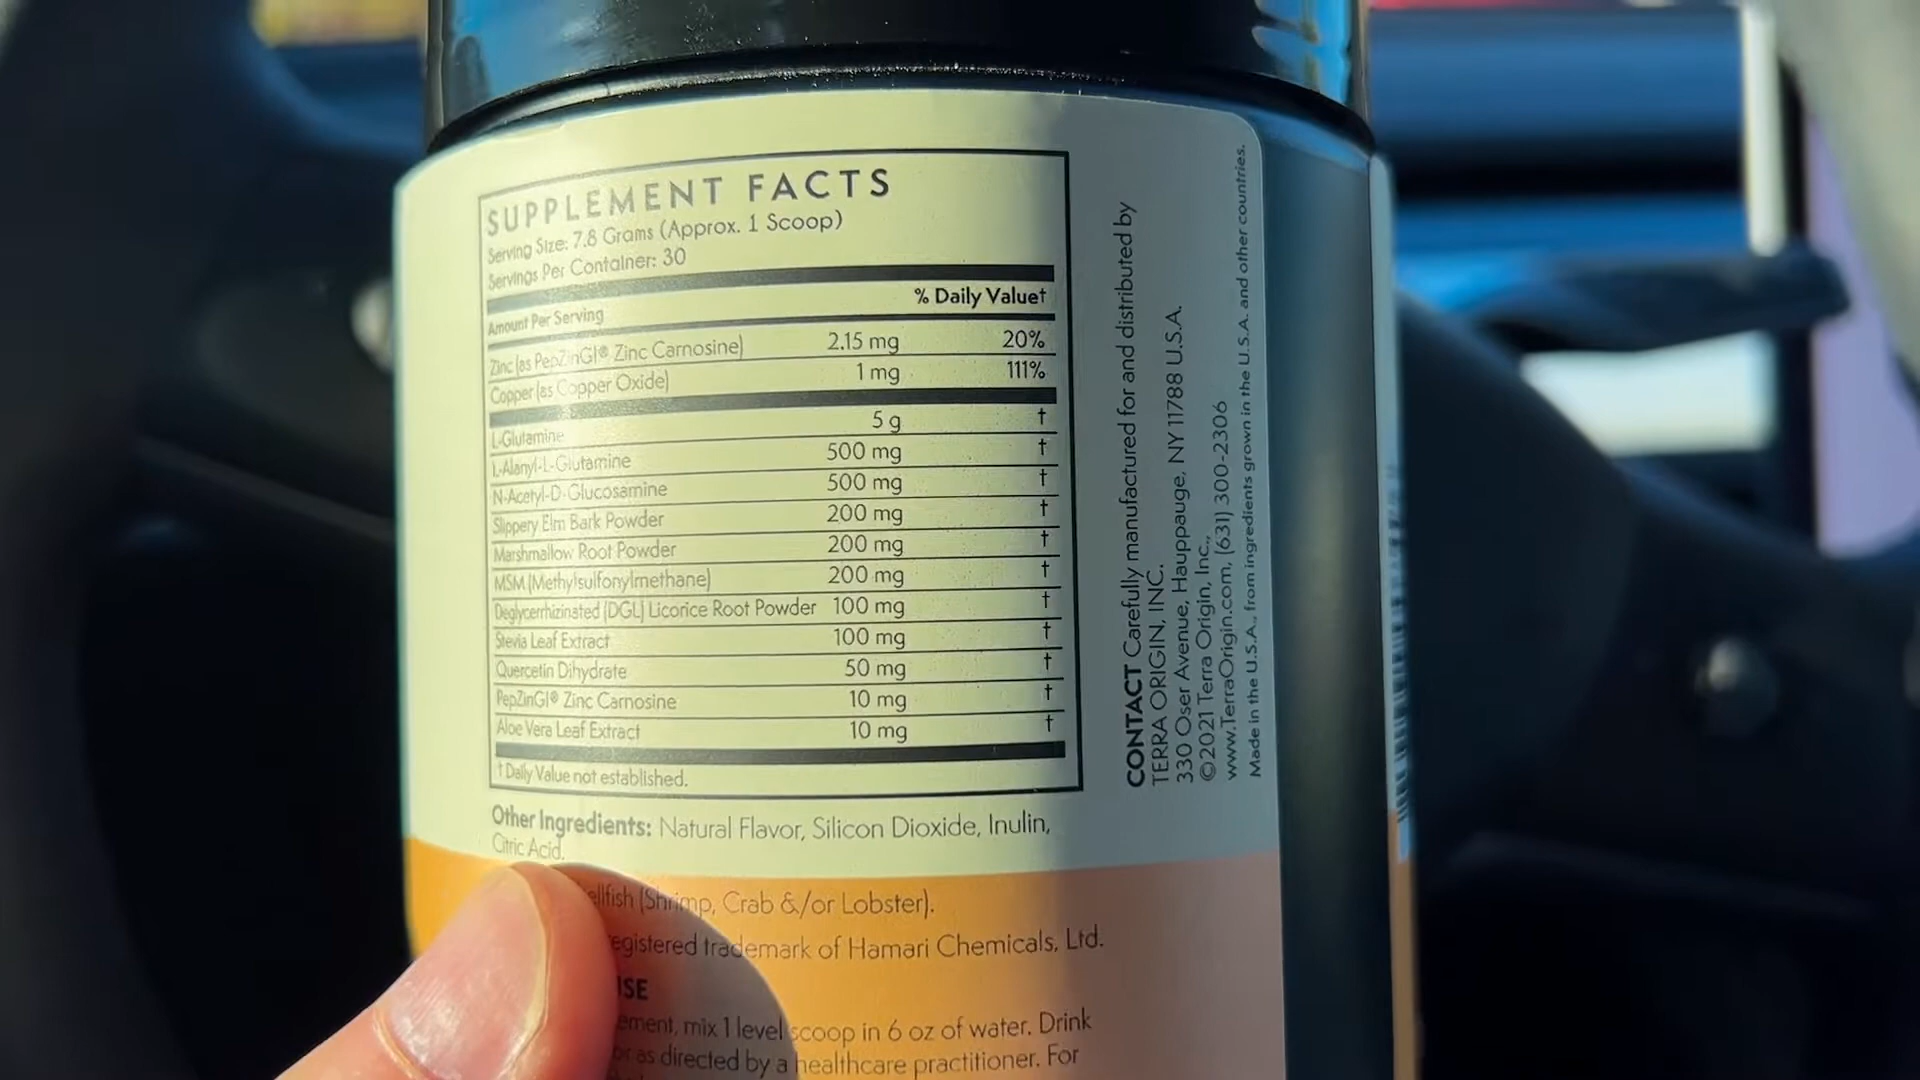 SUPPLEMENT FACTS
Serving Size: 7.8 Grams (Approx. 1 Scoop)
Servings Per Container: 30
% Daily Value†
Amount Per Serving
Zinc (as PepZinGI® Zinc Carnosine) 2.15 mg 20%
Copper (as Copper Oxide) 1 mg 111%
L-Glutamine 5 g †
L-Alanyl-L-Glutamine 500 mg †
N-Acetyl-D-Glucosamine 500 mg †
Slippery Elm Bark Powder 200 mg †
Marshmallow Root Powder 200 mg †
MSM (Methylsulfonylmethane) 200 mg †
Deglycerrhizinated (DGL) Licorice Root Powder 100 mg †
Stevia Leaf Extract 100 mg †
Quercetin Dihydrate 50 mg †
PepZinGI® Zinc Carnosine 10 mg †
Aloe Vera Leaf Extract 10 mg †
† Daily Value not established.
Other Ingredients: Natural Flavor, Silicon Dioxide, Inulin,
Citric Acid.
ellfish (Shrimp, Crab &/or Lobster).
egistered trademark of Hamari Chemicals, Ltd.
SE
ement, mix 1 level scoop in 6 oz of water. Drink
or as directed by a healthcare practitioner. For
CONTACT Carefully manufactured for and distributed by
TERRA ORIGIN, INC.
330 Oser Avenue, Hauppauge, NY 11788 U.S.A.
©2021 Terra Origin, Inc.,
www.TerraOrigin.com, (631) 300-2306
Made in the U.S.A., from ingredients grown in the U.S.A. and other countries.